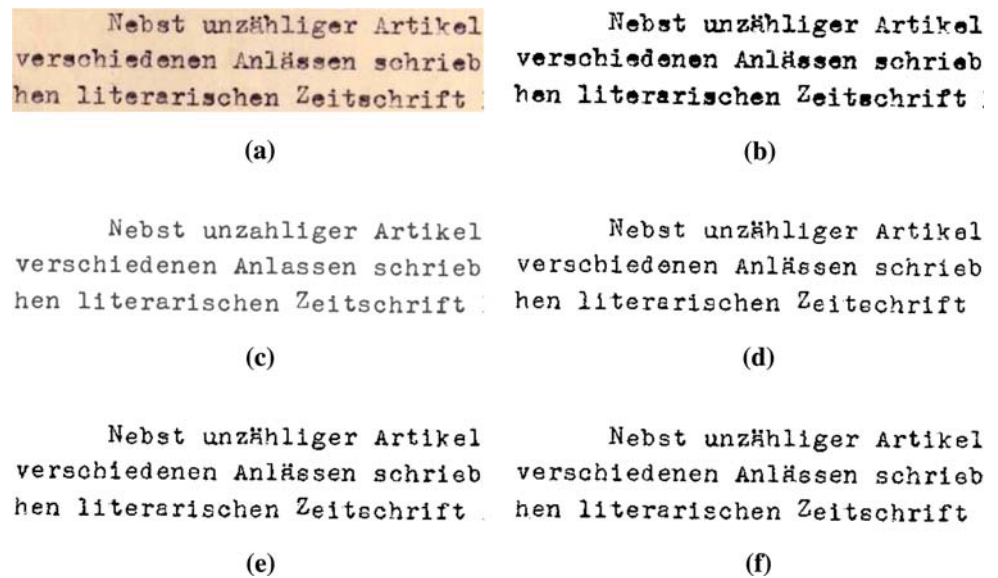 Nebst unzähliger Artikel
verschiedenen Anlässen schrieb
hen literarischen Zeitschrift
(a)
Nebst unzähliger Artikel
verschiedenen Anlässen schrieb
hen literarischen Zeitschrift
(b)
Nebst unzahliger Artikel
verschiedenen Anlassen schrieb
hen literarischen Zeitschrift
(c)
Nebst unzähliger Artikel
verschiedenen Anlässen schrieb
hen literarischen Zeitschrift
(d)
Nebst unzähliger Artikel
verschiedenen Anlässen schrieb
hen literarischen Zeitschrift
(e)
Nebst unzähliger Artikel
verschiedenen Anlässen schrieb
hen literarischen Zeitschrift
(f)